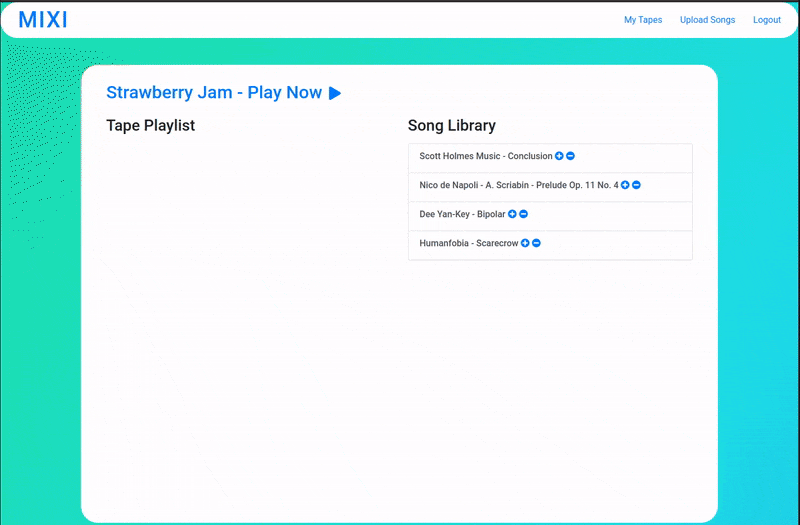 MIXI
My Tapes Upload Songs Logout
Strawberry Jam - Play Now
Tape Playlist
Song Library
Scott Holmes Music - Conclusion
Nico de Napoli - A. Scriabin - Prelude Op. 11 No. 4
Dee Yan-Key - Bipolar
Humanfobia - Scarecrow